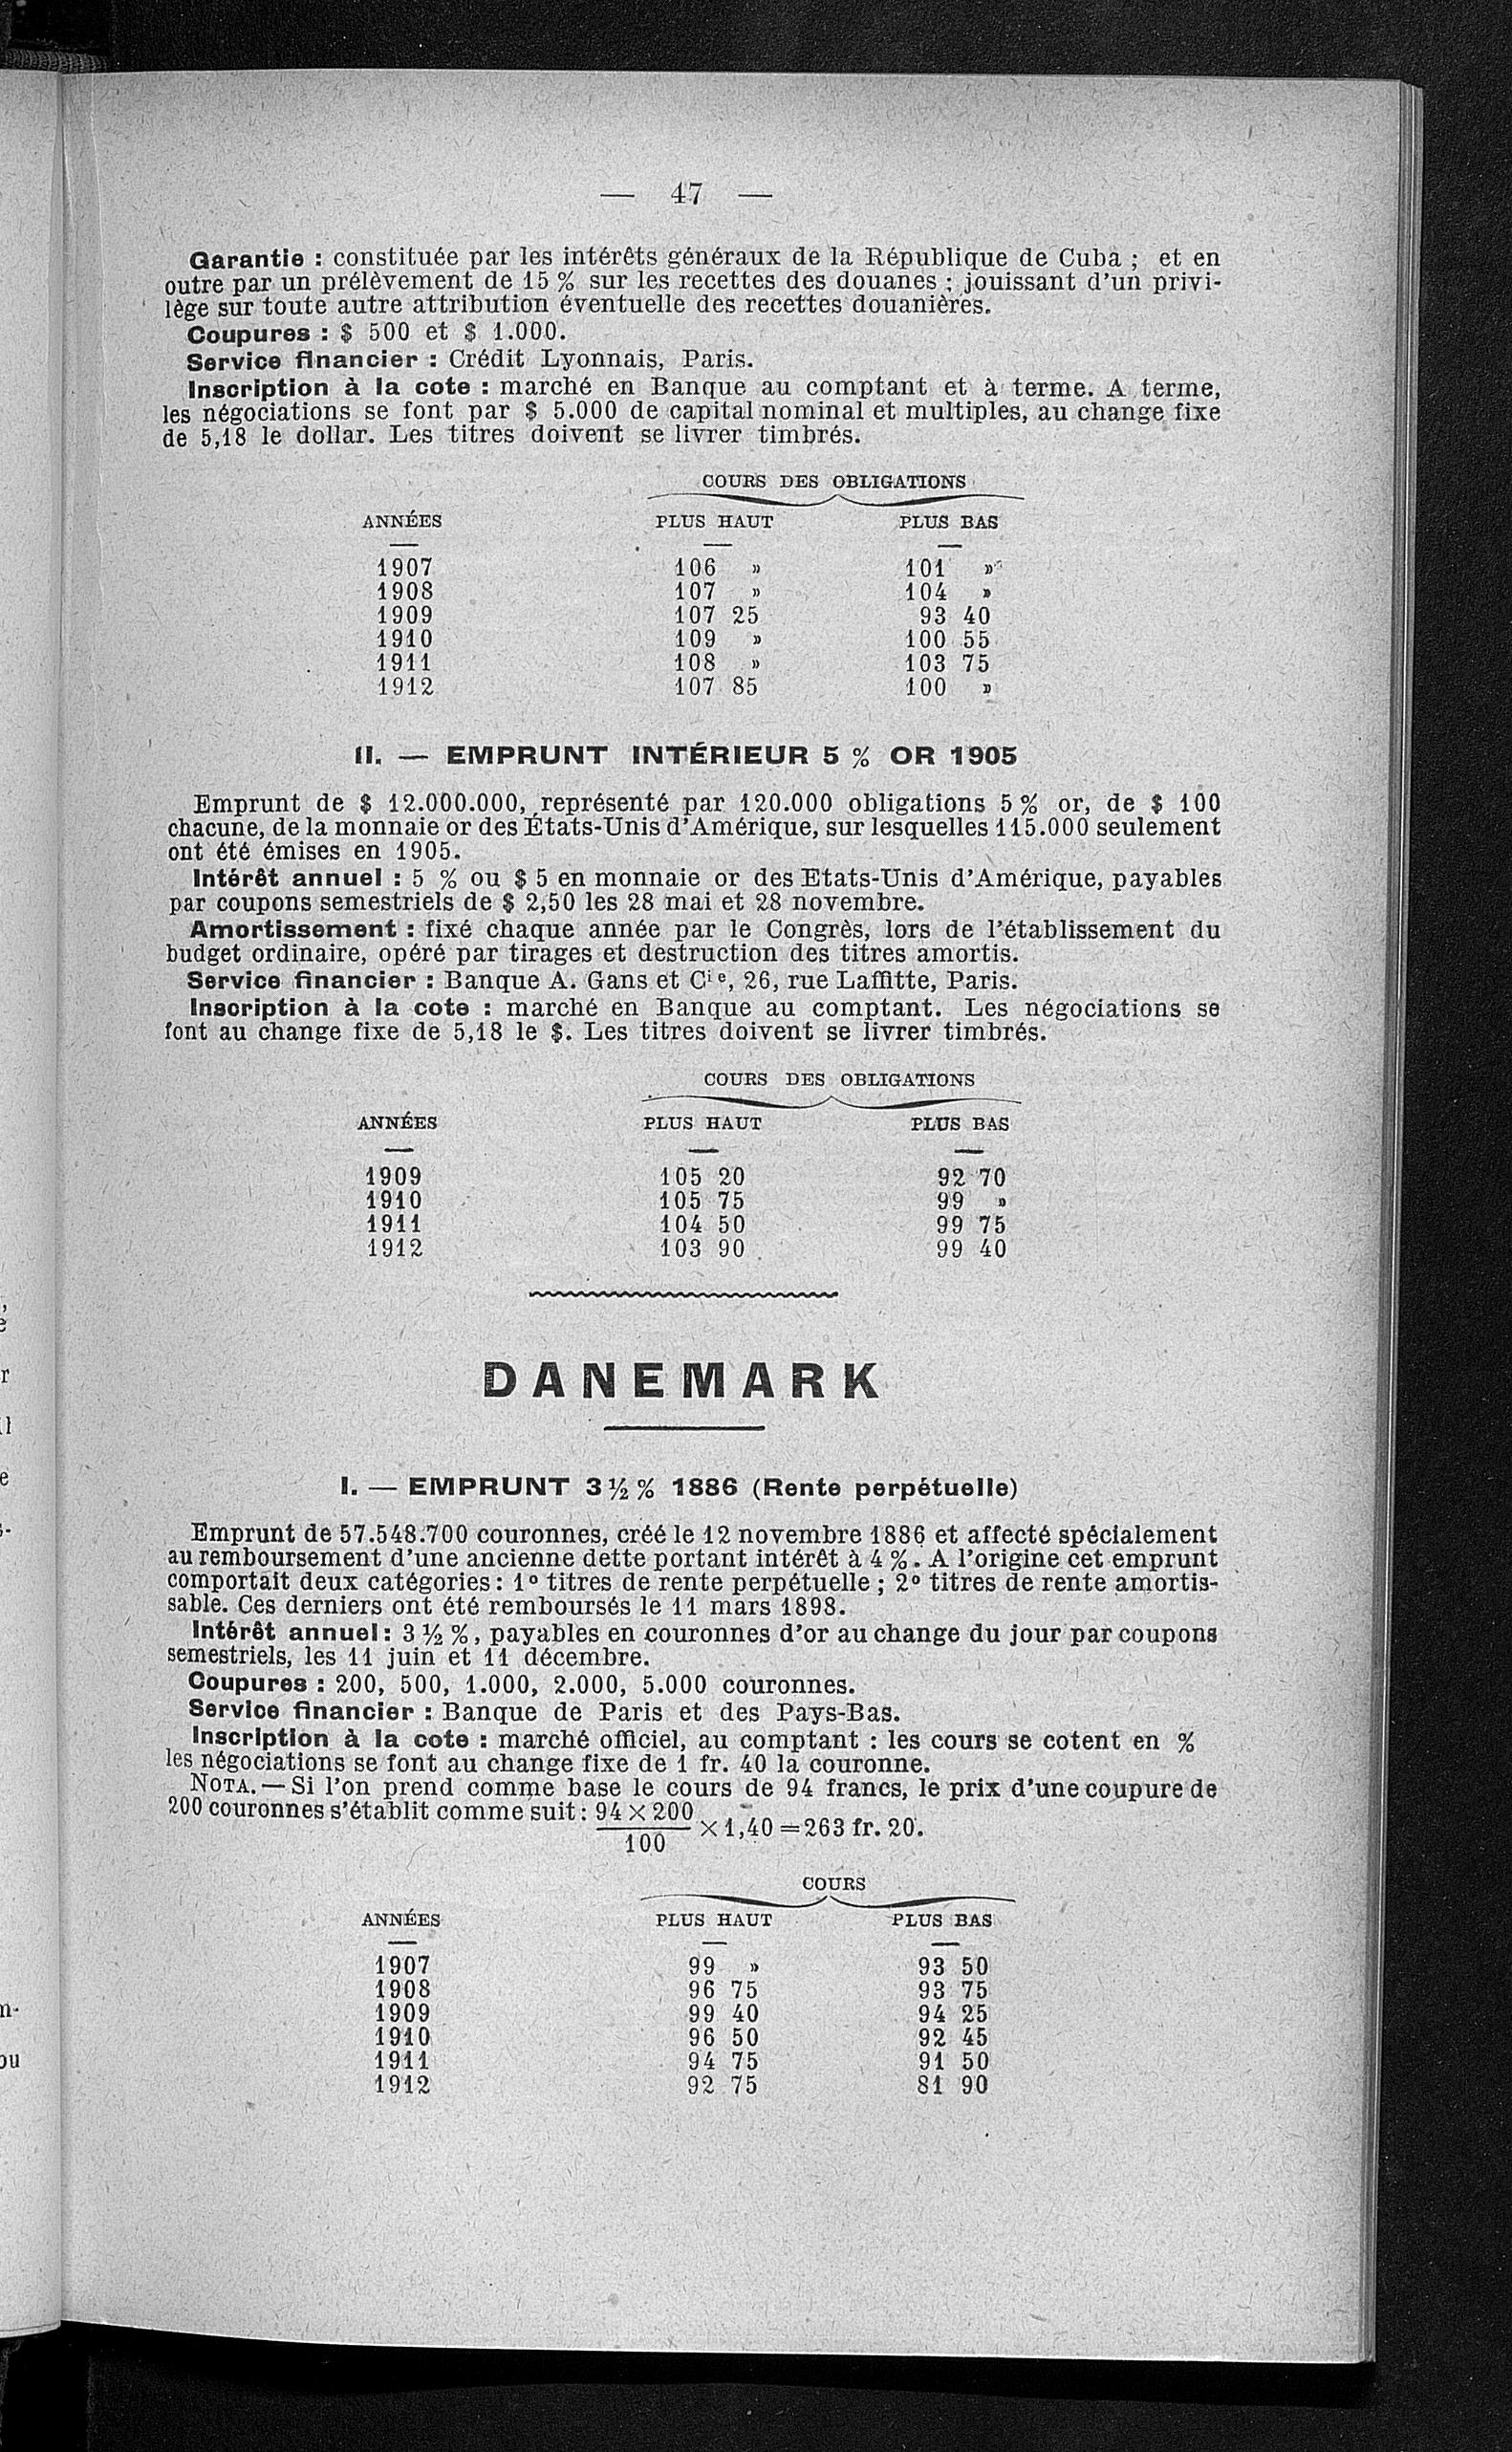 — 47 —
Garantie : constituée par les intérêts généraux de la République de Cuba ; et en
outre par un prélèvement de 15 % sur les recettes des douanes ; jouissant d'un privi-
lège sur toute autre attribution éventuelle des recettes douanières.
Coupures : $ 500 et $ 1.000.
Service financier : Crédit Lyonnais, Paris.
Inscription à la cote : marché en Banque au comptant et à terme. A terme,
les négociations se font par $ 5.000 de capital nominal et multiples, au change fixe
de 5,18 le dollar. Les titres doivent se livrer timbrés.
COURS DES OBLIGATIONS
ANNÉES PLUS HAUT PLUS BAS
1907 106 » 101 »
1908 107 » 104 »
1909 107 25 93 40
1910 109 » 100 55
1911 108 » 103 75
1912 107 85 100 »
II. — EMPRUNT INTÉRIEUR 5 % OR 1905
Emprunt de $ 12.000.000, représenté par 120.000 obligations 5 % or, de $ 100
chacune, de la monnaie or des États-Unis d'Amérique, sur lesquelles 115.000 seulement
ont été émises en 1905.
Intérêt annuel : 5 % ou $ 5 en monnaie or des Etats-Unis d'Amérique, payables
par coupons semestriels de $ 2,50 les 28 mai et 28 novembre.
Amortissement : fixé chaque année par le Congrès, lors de l'établissement du
budget ordinaire, opéré par tirages et destruction des titres amortis.
Service financier : Banque A. Gans et Cie, 26, rue Laffitte, Paris.
Inscription à la cote : marché en Banque au comptant. Les négociations se
font au change fixe de 5,18 le $. Les titres doivent se livrer timbrés.
COURS DES OBLIGATIONS
ANNÉES PLUS HAUT PLUS BAS
1909 105 20 92 70
1910 105 75 99 »
1911 104 50 99 75
1912 103 90 99 40
DANEMARK
I. — EMPRUNT 3 ½ % 1886 (Rente perpétuelle)
Emprunt de 57.548.700 couronnes, créé le 12 novembre 1886 et affecté spécialement
au remboursement d'une ancienne dette portant intérêt à 4 %. A l'origine cet emprunt
comportait deux catégories : 1º titres de rente perpétuelle ; 2º titres de rente amortis-
sable. Ces derniers ont été remboursés le 11 mars 1898.
Intérêt annuel : 3 ½ %, payables en couronnes d'or au change du jour par coupons
semestriels, les 11 juin et 11 décembre.
Coupures : 200, 500, 1.000, 2.000, 5.000 couronnes.
Service financier : Banque de Paris et des Pays-Bas.
Inscription à la cote : marché officiel, au comptant : les cours se cotent en %
les négociations se font au change fixe de 1 fr. 40 la couronne.
NOTA. — Si l'on prend comme base le cours de 94 francs, le prix d'une coupure de
200 couronnes s'établit comme suit : 94 × 200
100 × 1,40 = 263 fr. 20.
COURS
ANNÉES PLUS HAUT PLUS BAS
1907 99 » 93 50
1908 96 75 93 75
1909 99 40 94 25
1910 96 50 92 45
1911 94 75 91 50
1912 92 75 81 90